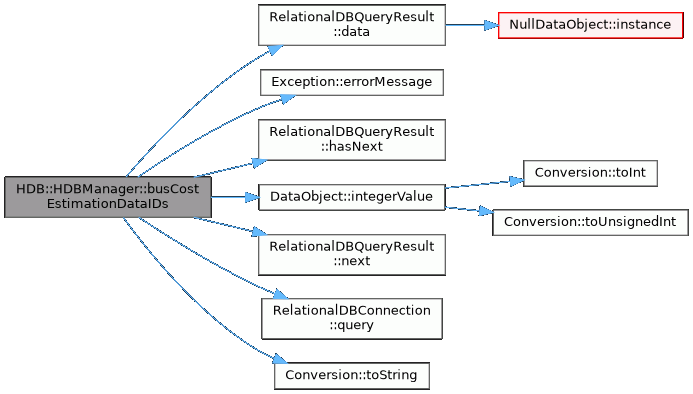 RelationalDBQueryResult
::data
NullDataObject::instance
Exception::errorMessage
RelationalDBQueryResult
::hasNext
Conversion::toInt
HDB::HDBManager::busCost
EstimationDataIDs
DataObject::integerValue
Conversion::toUnsignedInt
RelationalDBQueryResult
::next
RelationalDBConnection
::query
Conversion::toString